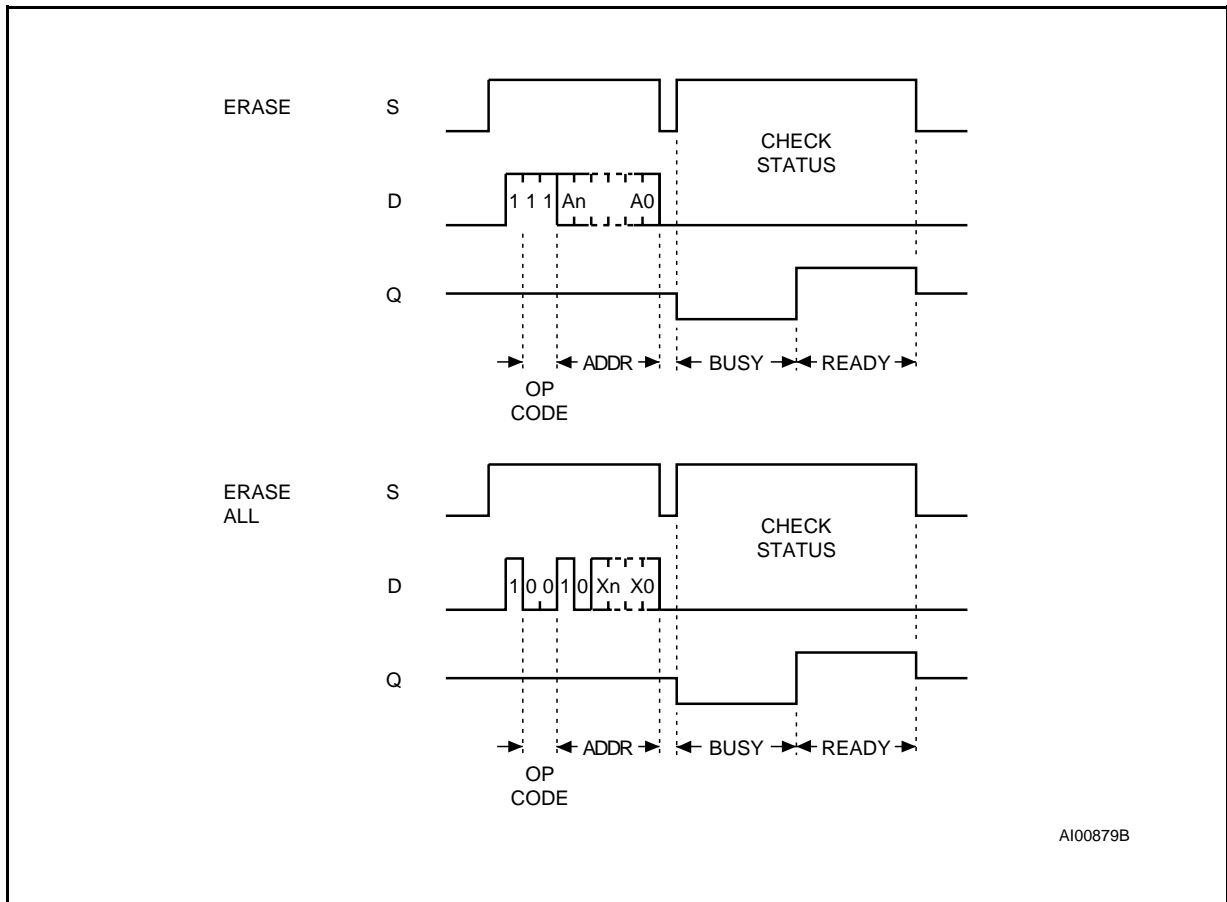 ERASE S
CHECK
STATUS
D 1 1 1 An A0
Q
ADDR BUSY READY
OP
CODE
ERASE
ALL
S
CHECK
STATUS
D 1 0 0 1 0 Xn X0
Q
ADDR BUSY READY
OP
CODE
AI00879B